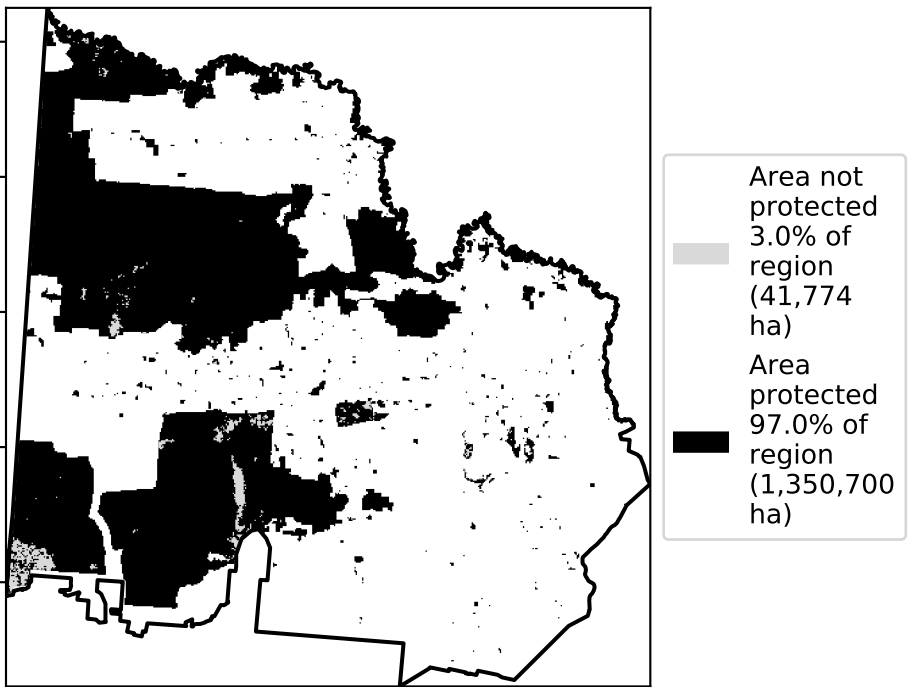 Area not
protected
3.0% of
region
(41,774
ha)
Area
protected
97.0% of
region
(1,350,700
ha)